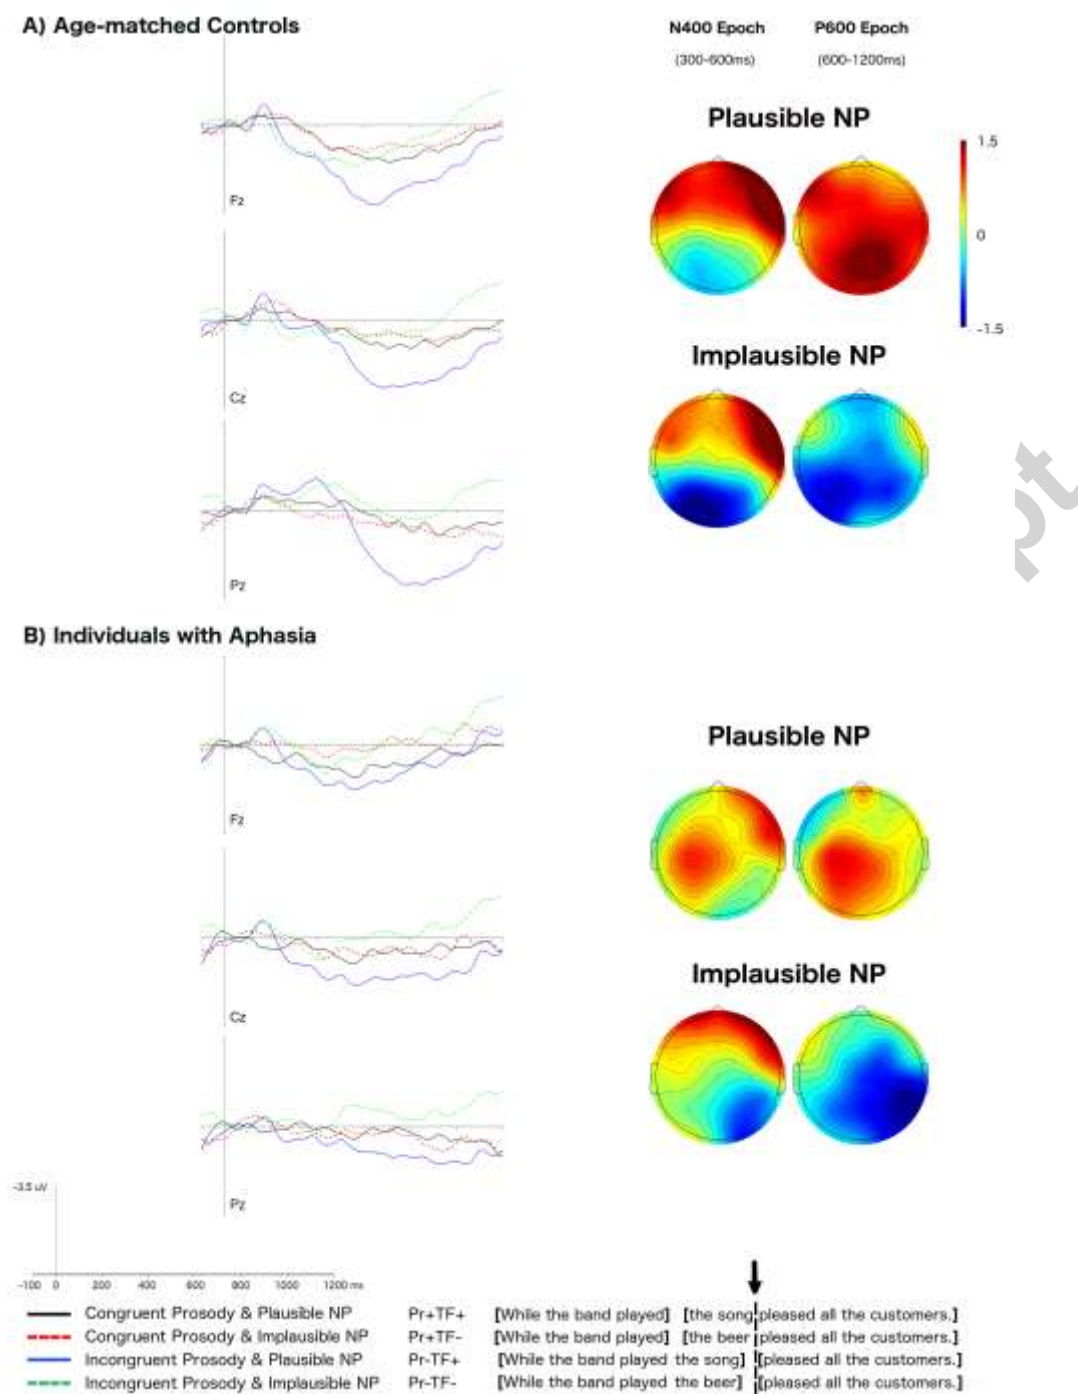 A) Age-matched Controls
N400 Epoch P600 Epoch
(300-600ms) (600-1200ms)
Plausible NP
1.5
0
-1.5
Fz
Implausible NP
Cz
pt
Pz
B) Individuals with Aphasia
Plausible NP
Fz
Implausible NP
Cz
-3.5 uV
Pz
-100 0 200 400 600 800 1000 1200 ms
Congruent Prosody & Plausible NP Pr+TF+ [While the band played] [the song pleased all the customers.]
Congruent Prosody & Implausible NP Pr+TF- [While the band played] [the beer pleased all the customers.]
Incongruent Prosody & Plausible NP Pr-TF+ [While the band played the song] [pleased all the customers.]
Incongruent Prosody & Implausible NP Pr-TF- [While the band played the beer] [pleased all the customers.]